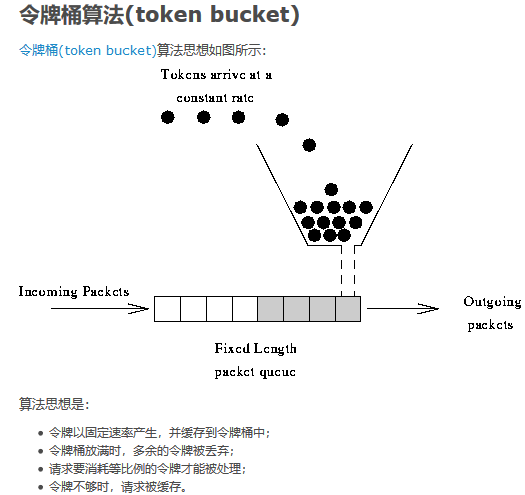 令牌桶算法(token bucket)
令牌桶(token bucket)算法思想如图所示：
Tokens arrive at a
constant rate
Incoming Packets
Outgoing
packets
Fixed Length
packet queue
算法思想是：
令牌以固定速率产生，并缓存到令牌桶中；
令牌桶放满时，多余的令牌被丢弃；
请求要消耗等比例的令牌才能被处理；
令牌不够时，请求被缓存。